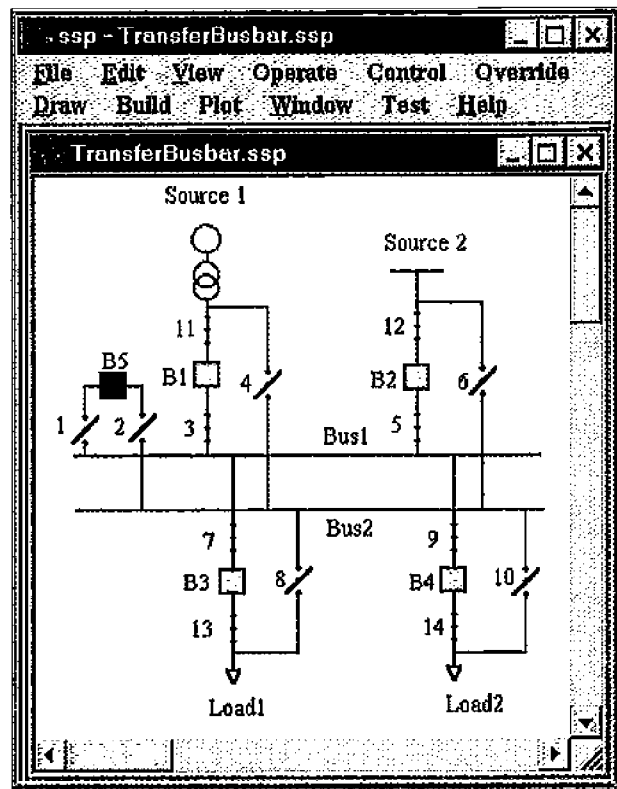 ssp - TransferBusbar.ssp
File Edit View Operate Control Override
Draw Build Plot Window Test Help
TransferBusbar.ssp
Source 1
Source 2
11
12
B5
B1
4
B2
6
1
2
3
5
Bus1
Bus2
7
9
B3
8
B4
10
13
14
Load1
Load2